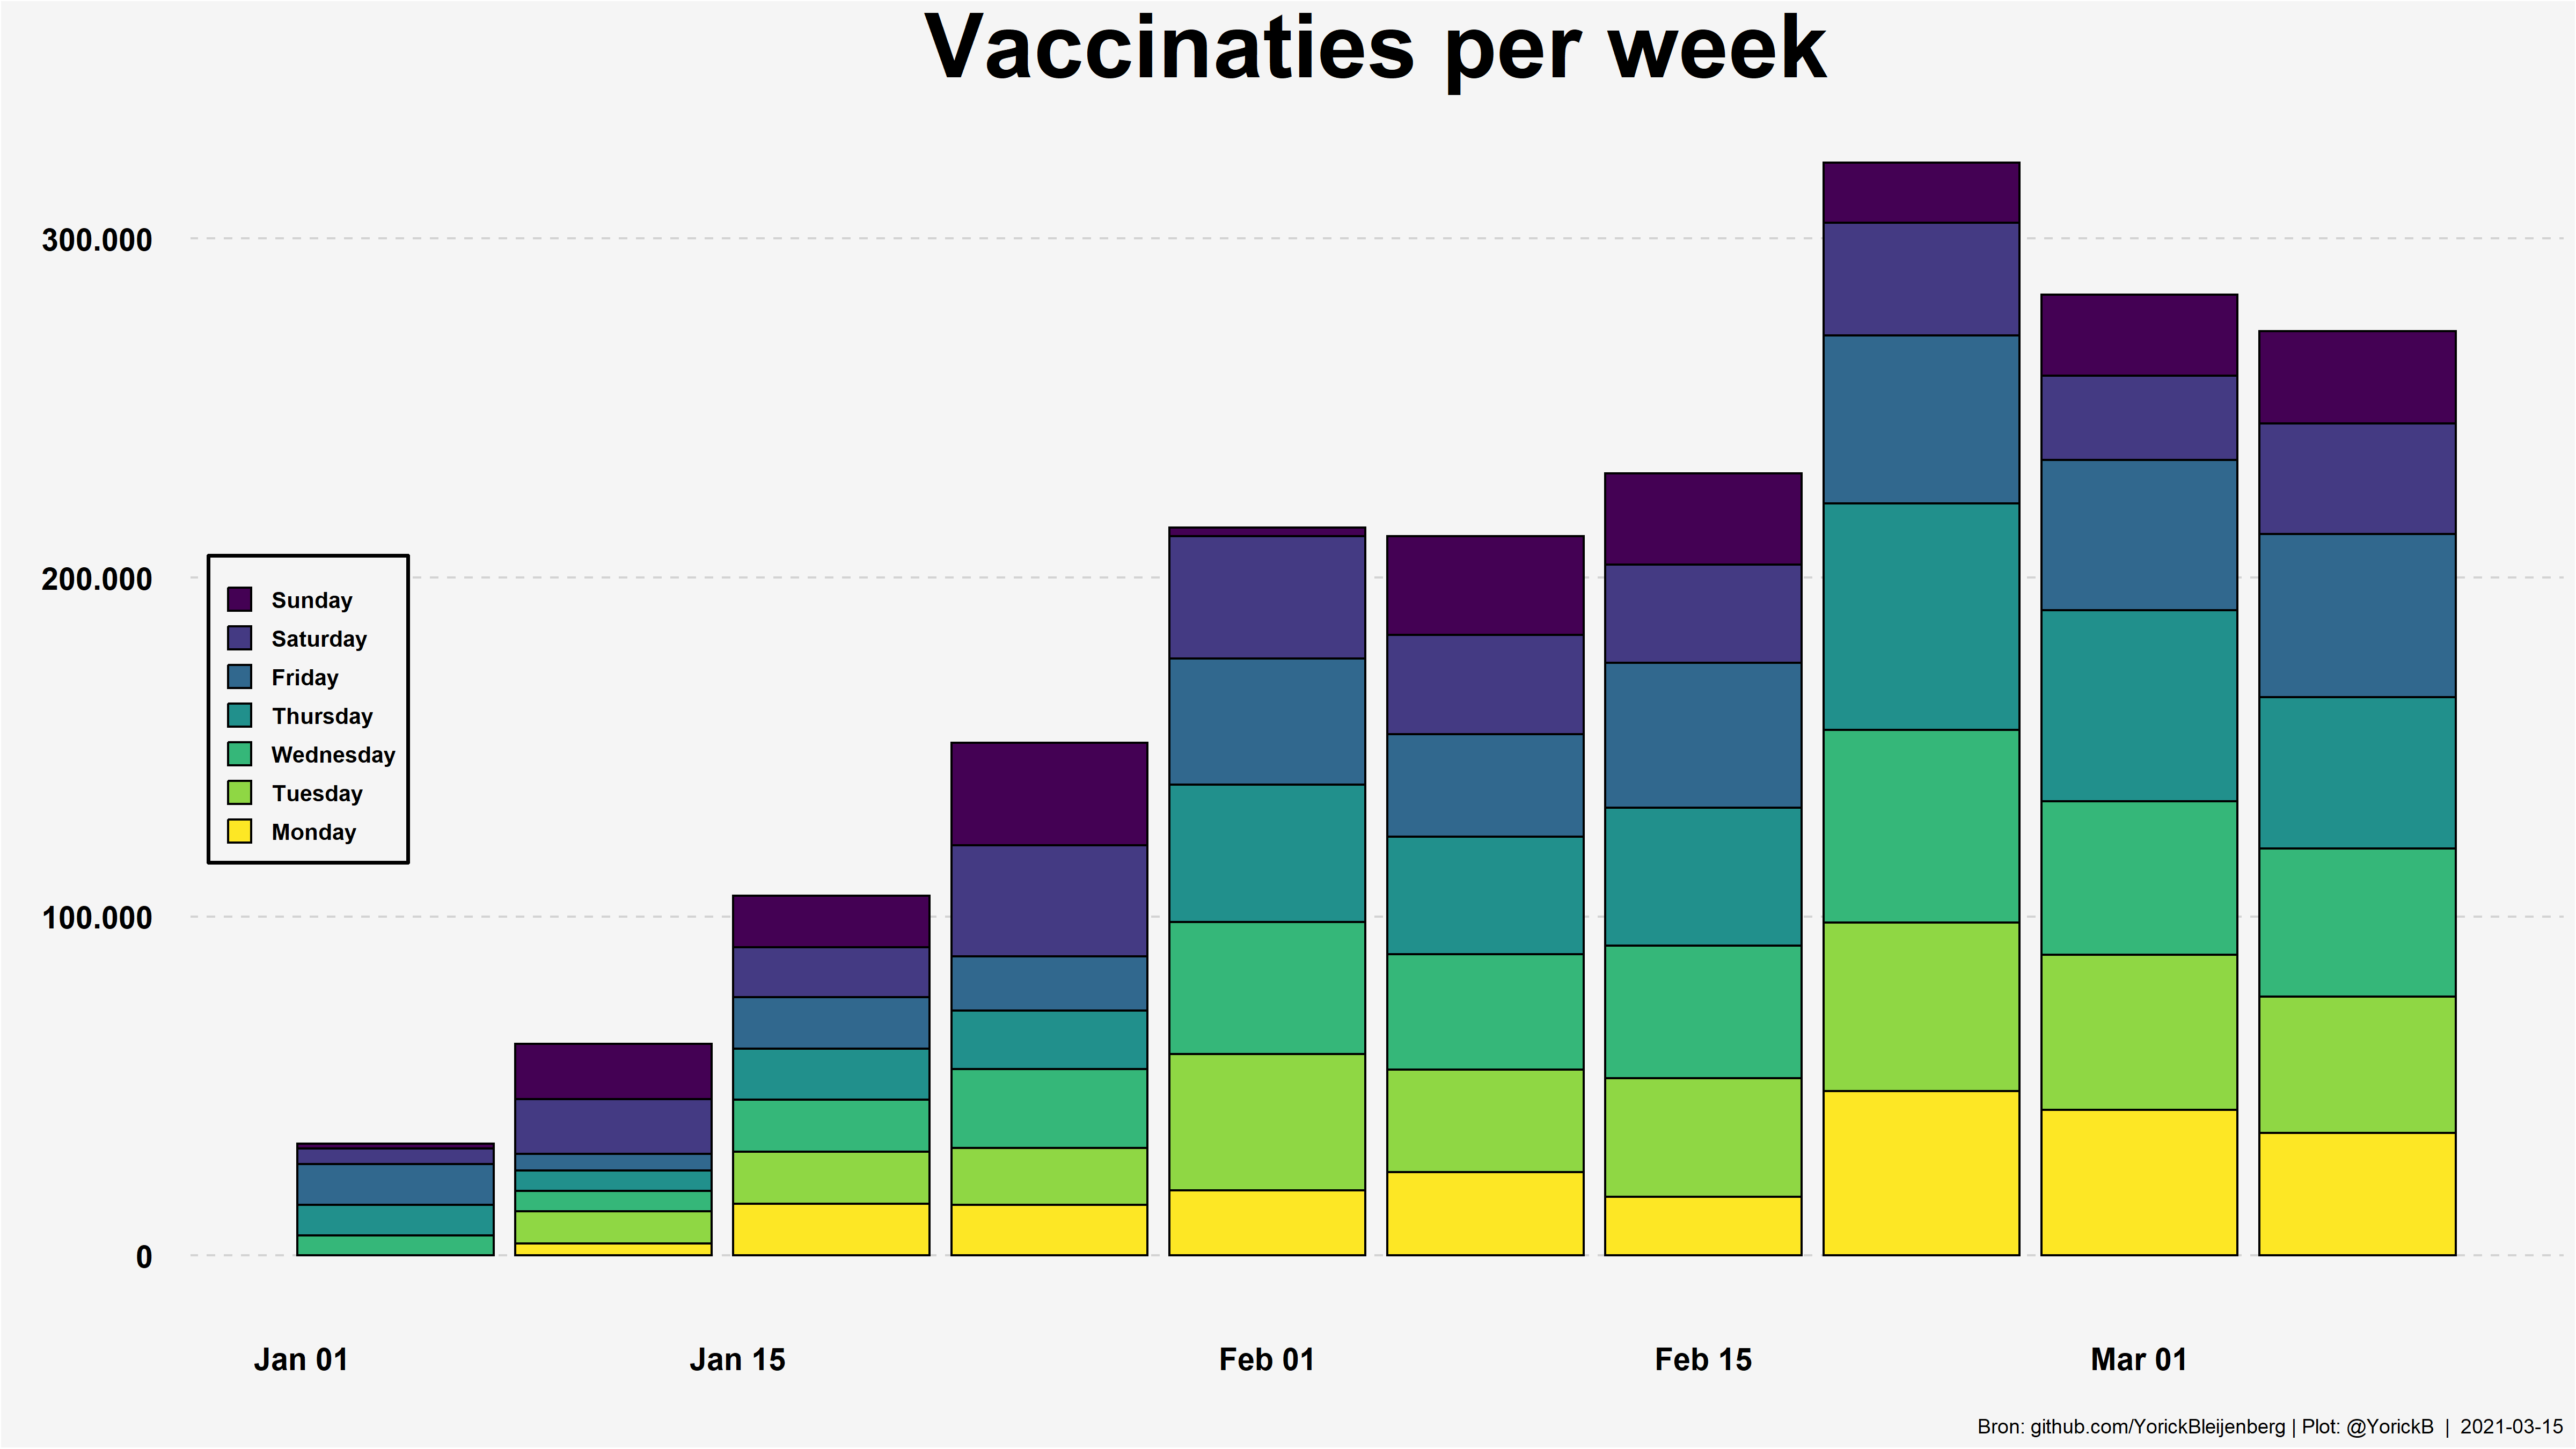 Vaccinaties per week
300.000
200.000
100.000
0
Sunday
Saturday
Friday
Thursday
Wednesday
Tuesday
Monday
Jan 01
Jan 15
Feb 01
Feb 15
Mar 01
Bron: github.com/YorickBleijenberg | Plot: @YorickB | 2021-03-15